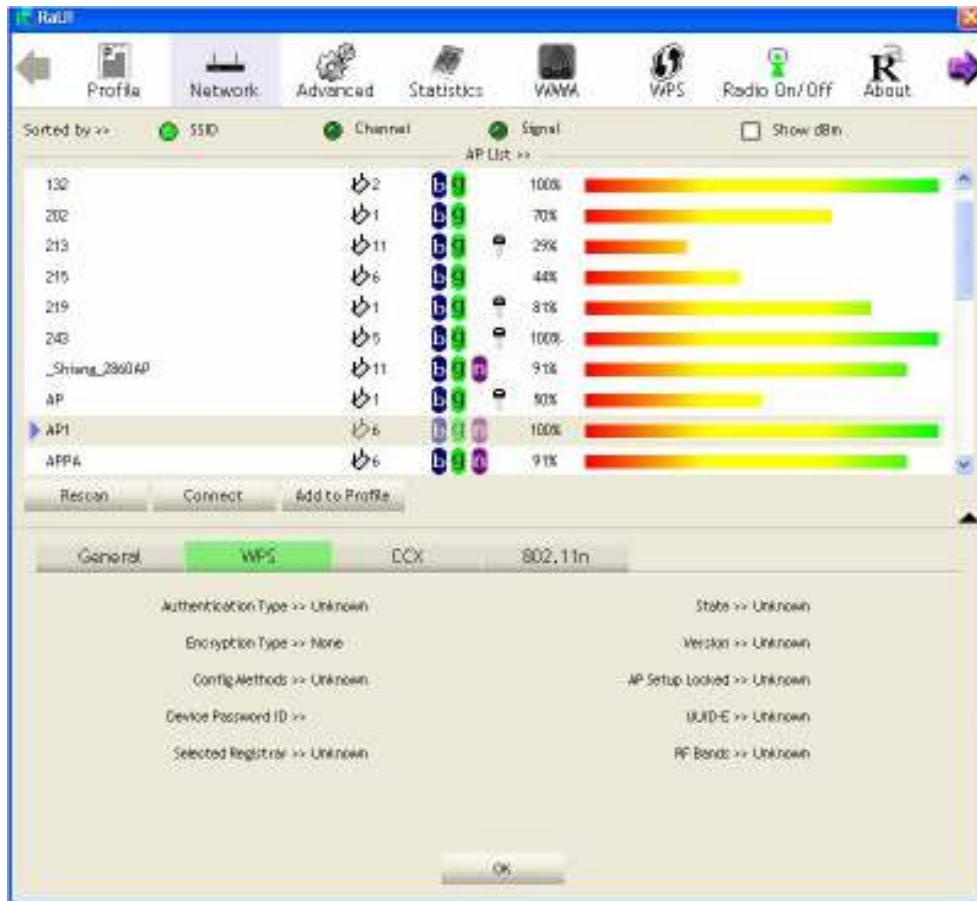 RaUI
Profile Network Advanced Statistics WPS Radio On/Off About
Sorted by >> SSID Channel Signal Show dBm
AP List >>
132 2 b g 100%
202 1 b g 70%
213 11 b g 29%
215 6 b g 44%
219 1 b g 81%
243 5 b g 100%
_Shiang_2860AP 11 b g n 91%
AP 1 b g 50%
AP1 6 b g n 100%
APPA 6 b g n 91%
Rescan Connect Add to Profile
General WPS CCX 802.11n
Authentication Type >> Unknown State >> Unknown
Encryption Type >> None Version >> Unknown
Config Methods >> Unknown AP Setup Locked >> Unknown
Device Password ID >> UUID-E >> Unknown
Selected Registrar >> Unknown RF Bands >> Unknown
OK